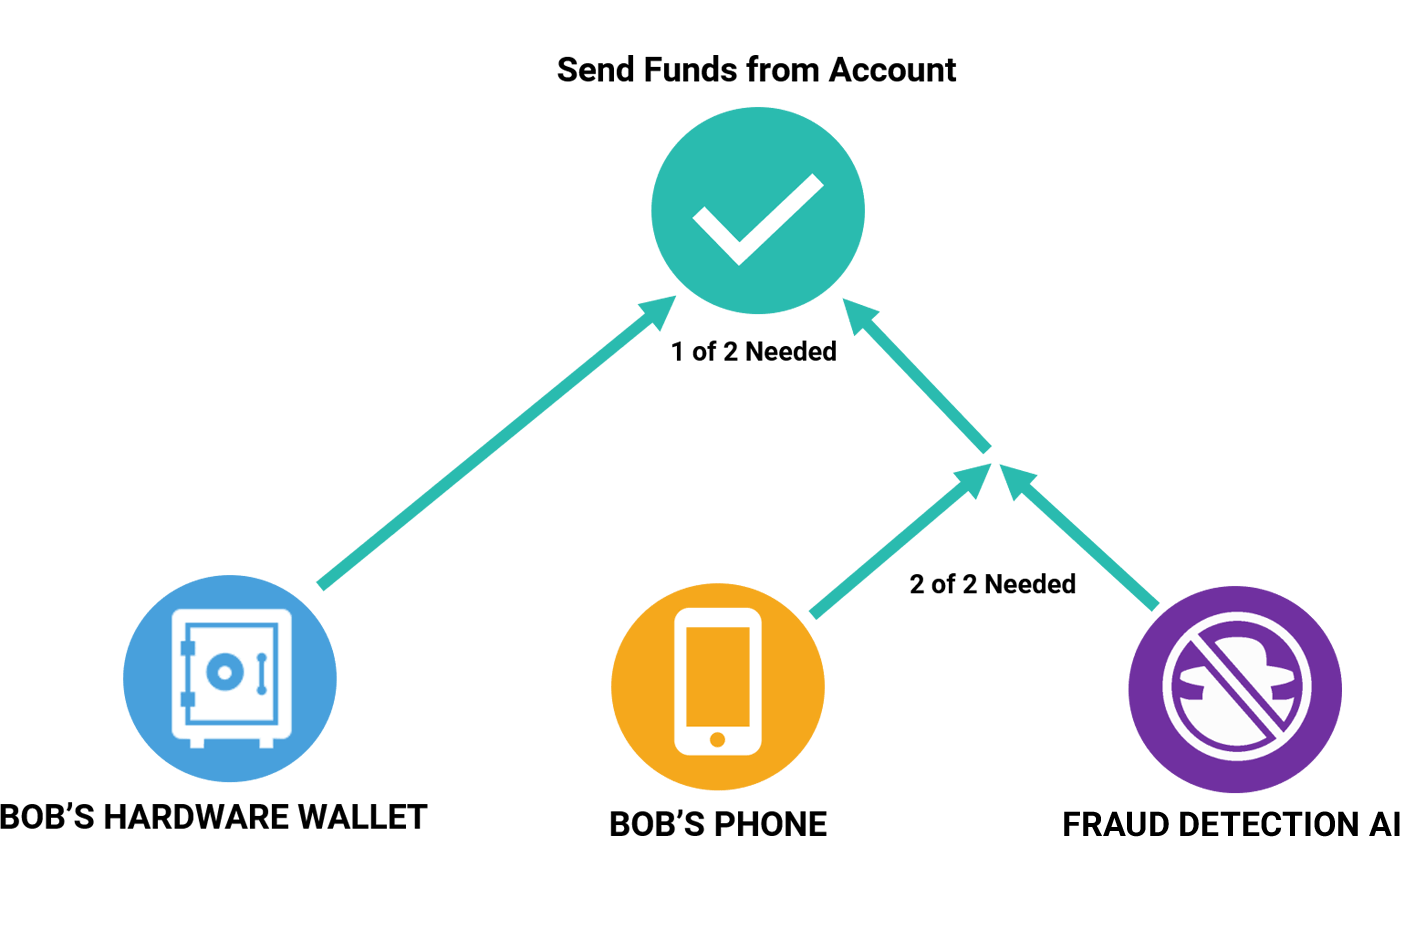 Send Funds from Account
1 of 2 Needed
2 of 2 Needed
BOB’S HARDWARE WALLET
BOB’S PHONE
FRAUD DETECTION AI